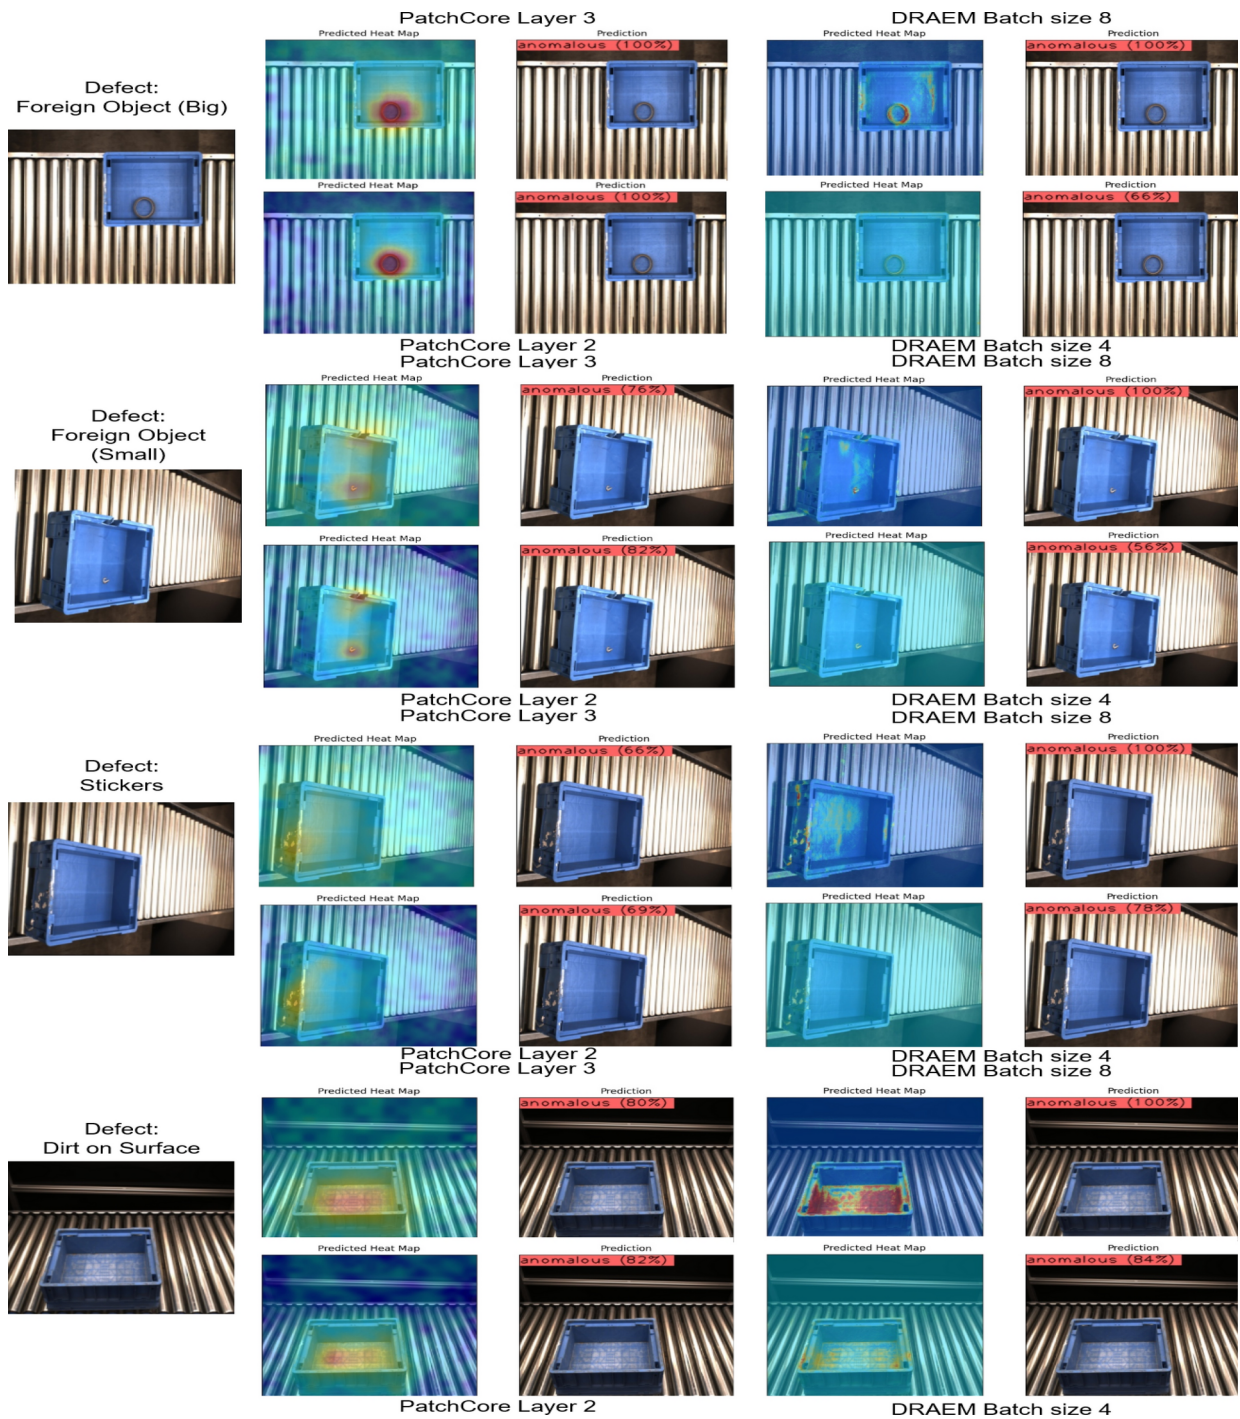 PatchCore Layer 3
DRAEM Batch size 8
Predicted Heat Map
Prediction
Predicted Heat Map
Prediction
anomalous (100%)
anomalous (100%)
Defect:
Foreign Object (Big)
Predicted Heat Map
Prediction
Predicted Heat Map
Prediction
anomalous (100%)
anomalous (66%)
PatchCore Layer 2
DRAEM Batch size 4
PatchCore Layer 3
DRAEM Batch size 8
Predicted Heat Map
Prediction
Predicted Heat Map
Prediction
anomalous (76%)
anomalous (100%)
Defect:
Foreign Object
(Small)
Predicted Heat Map
Prediction
Predicted Heat Map
Prediction
anomalous (82%)
anomalous (56%)
PatchCore Layer 2
DRAEM Batch size 4
PatchCore Layer 3
DRAEM Batch size 8
Predicted Heat Map
Prediction
Predicted Heat Map
Prediction
anomalous (66%)
anomalous (100%)
Defect:
Stickers
Predicted Heat Map
Prediction
Predicted Heat Map
Prediction
anomalous (69%)
anomalous (78%)
PatchCore Layer 2
DRAEM Batch size 4
PatchCore Layer 3
DRAEM Batch size 8
Predicted Heat Map
Prediction
Predicted Heat Map
Prediction
anomalous (80%)
anomalous (100%)
Defect:
Dirt on Surface
Predicted Heat Map
Prediction
Predicted Heat Map
Prediction
anomalous (82%)
anomalous (84%)
PatchCore Layer 2
DRAEM Batch size 4